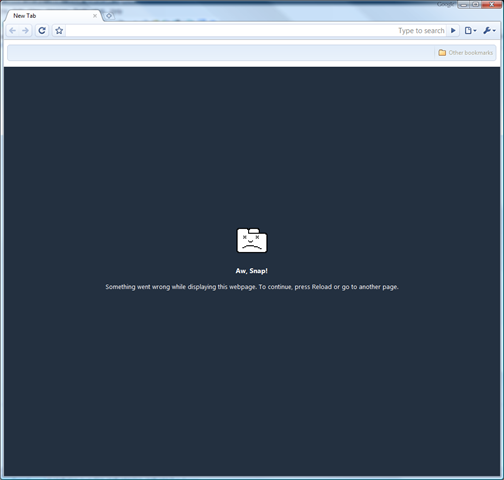 Google
New Tab
Type to search
Other bookmarks
Aw, Snap!
Something went wrong while displaying this webpage. To continue, press Reload or go to another page.